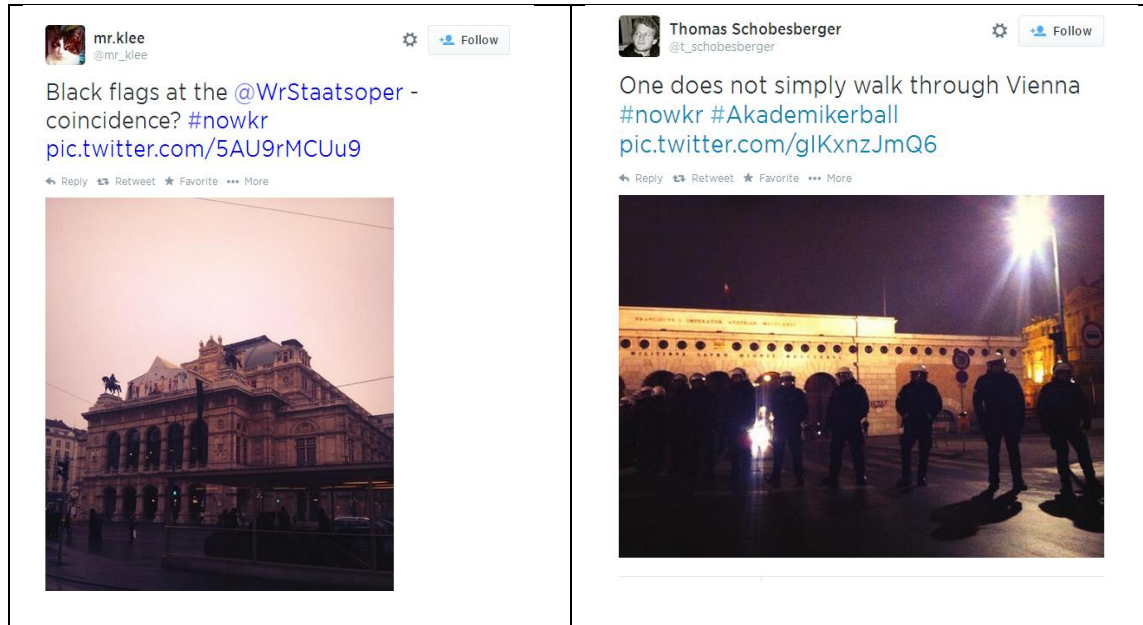 mr.klee
@mr_klee
Follow
Black flags at the @WrStaatsoper -
coincidence? #nowkr
pic.twitter.com/5AU9rMCUu9
Reply Retweet Favorite More
Thomas Schobesberger
@t_schobesberger
Follow
One does not simply walk through Vienna
#nowkr #Akademikerball
pic.twitter.com/gIKxnzJmQ6
Reply Retweet Favorite More